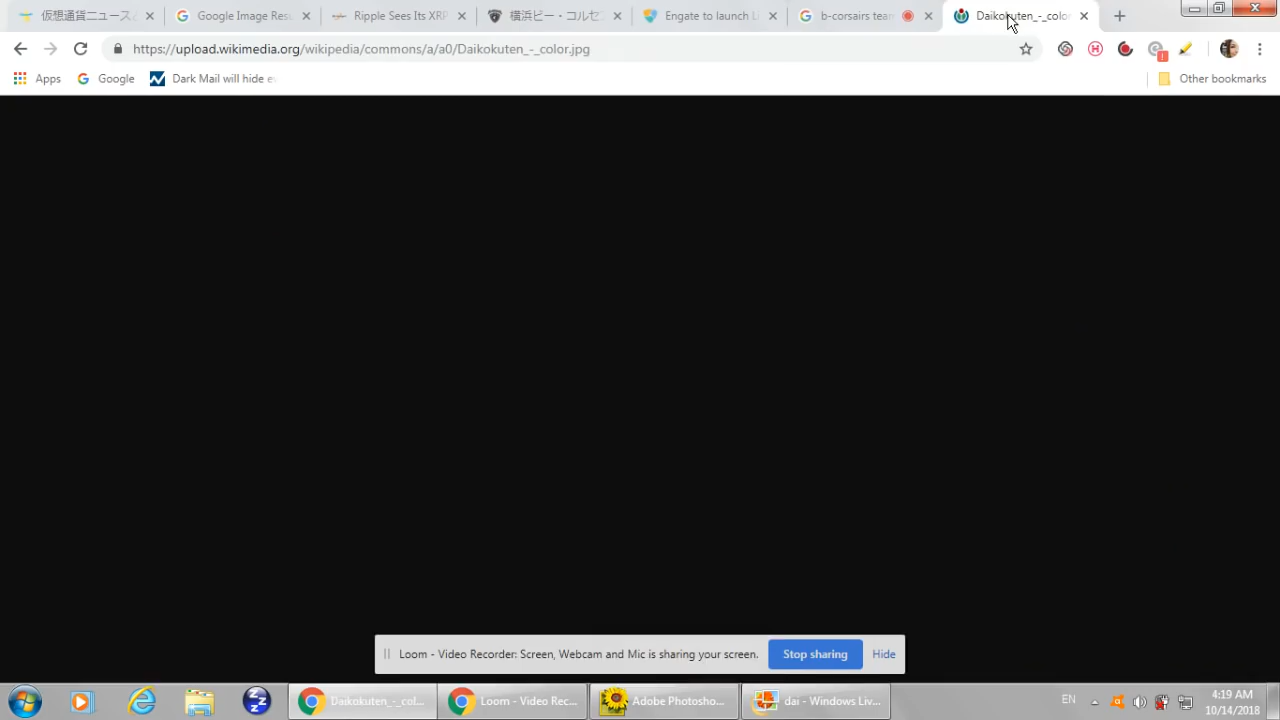 仮想通貨ニュースと
Google Image Resu
Ripple Sees Its XRP
横浜ビー・コルセ
Engate to launch L
b-corsairs team
Daikokuten_-_colo
https://upload.wikimedia.org/wikipedia/commons/a/a0/Daikokuten_-_color.jpg
Apps
Google
Dark Mail will hide e
Other bookmarks
Loom - Video Recorder: Screen, Webcam and Mic is sharing your screen.
Stop sharing
Hide
Daikokuten_-_col...
Loom - Video Rec...
Adobe Photosho...
dai - Windows Liv...
EN
4:19 AM
10/14/2018